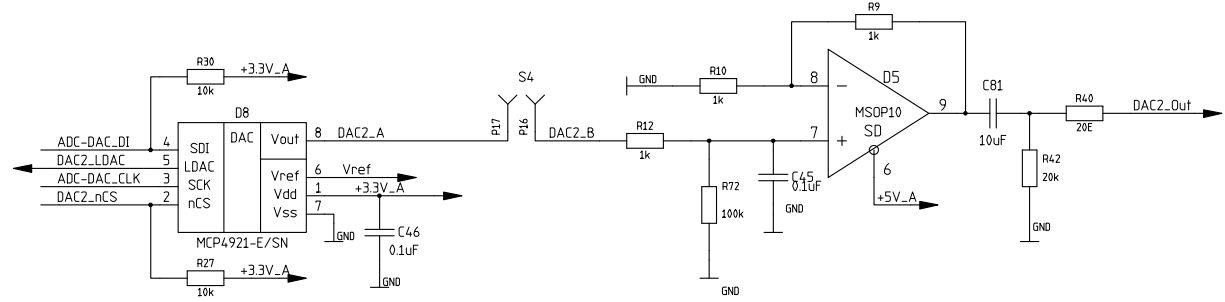 R9
1k
R30
+3.3V_A
10k
S4
GND
R10
1k
8
D5
C81
9
MSOP10
R40
DAC2_Out
D8
P17
P16
DAC
Vout
8
DAC2_A
DAC2_B
R12
7
SD
10uF
20E
ADC-DAC_DI
4
SDI
1k
DAC2_LDAC
5
LDAC
6
Vref
Vref
R42
ADC-DAC_CLK
3
SCK
Vdd
1
+3.3V_A
R72
C45
0.1uF
6
20k
DAC2_nCS
2
nCS
Vss
7
100k
GND
+5V_A
MCP4921-E/SN
GND
C46
0.1uF
GND
R27
+3.3V_A
10k
GND
GND